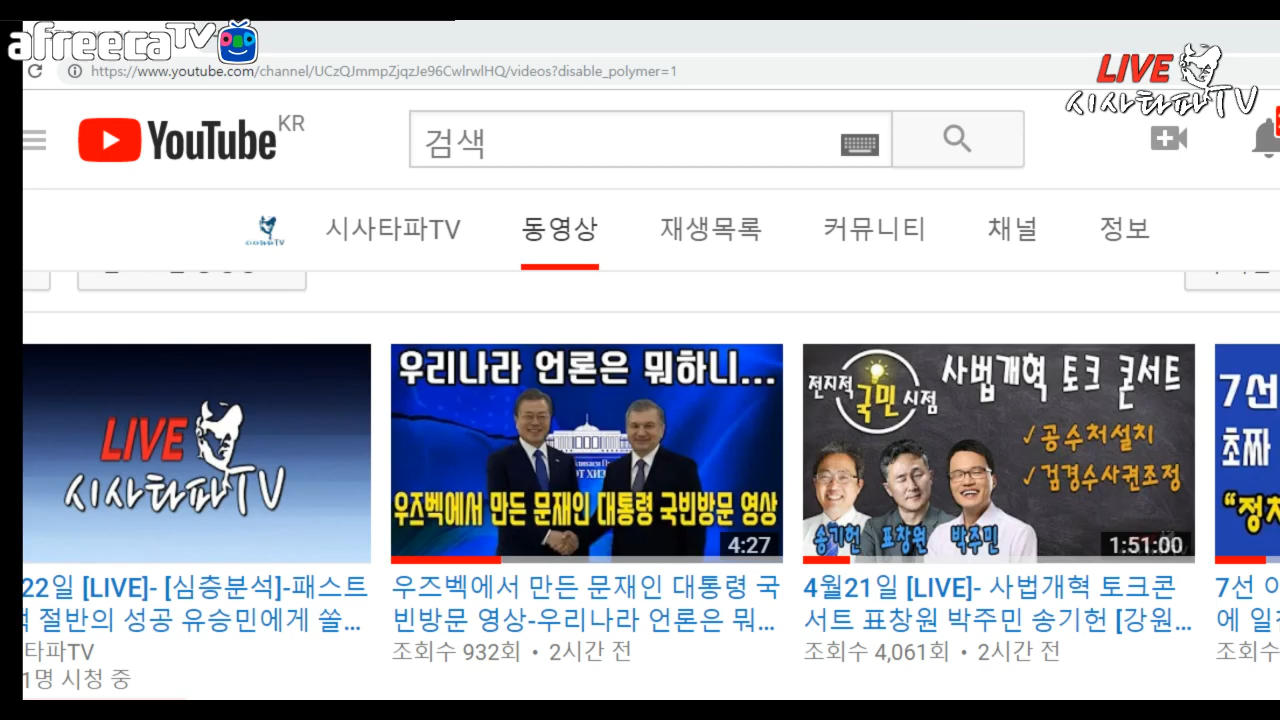 afreecaTV
https://www.youtube.com/channel/UCzQJmmpZjqzJe96CwlrwlHQ/videos?disable_polymer=1
LIVE
시사타파TV
YouTube KR
검색
시사타파TV
시사타파TV 동영상 재생목록 커뮤니티 채널 정보
LIVE
시사타파TV
우리나라 언론은 뭐하니...
우즈벡에서 만든 문재인 대통령 국빈방문 영상
4:27
전지적
국민
시점
사법개혁 토크 콘서트
✓공수처설치
✓검경수사권조정
송기헌 표창원 박주민
1:51:00
7선
초짜
“정치
22일 [LIVE]- [심층분석]-패스트
절반의 성공 유승민에게 쓸...
타파TV
1명 시청 중
우즈벡에서 만든 문재인 대통령 국
빈방문 영상-우리나라 언론은 뭐...
조회수 932회 • 2시간 전
4월21일 [LIVE]- 사법개혁 토크콘
서트 표창원 박주민 송기헌 [강원...
조회수 4,061회 • 2시간 전
7선 이
에 일
조회수